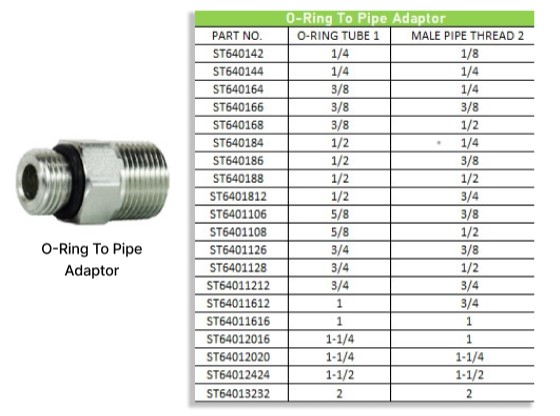 O-Ring To Pipe Adaptor
PART NO. O-RING TUBE 1 MALE PIPE THREAD 2
ST640142 1/4 1/8
ST640144 1/4 1/4
ST640164 3/8 1/4
ST640166 3/8 3/8
ST640168 3/8 1/2
ST640184 1/2 1/4
ST640186 1/2 3/8
ST640188 1/2 1/2
ST6401812 1/2 3/4
ST6401106 5/8 3/8
ST6401108 5/8 1/2
ST6401126 3/4 3/8
ST6401128 3/4 1/2
ST64011212 3/4 3/4
ST64011612 1 3/4
ST64011616 1 1
ST64012016 1-1/4 1
ST64012020 1-1/4 1-1/4
ST64012424 1-1/2 1-1/2
ST64013232 2 2
O-Ring To Pipe
Adaptor